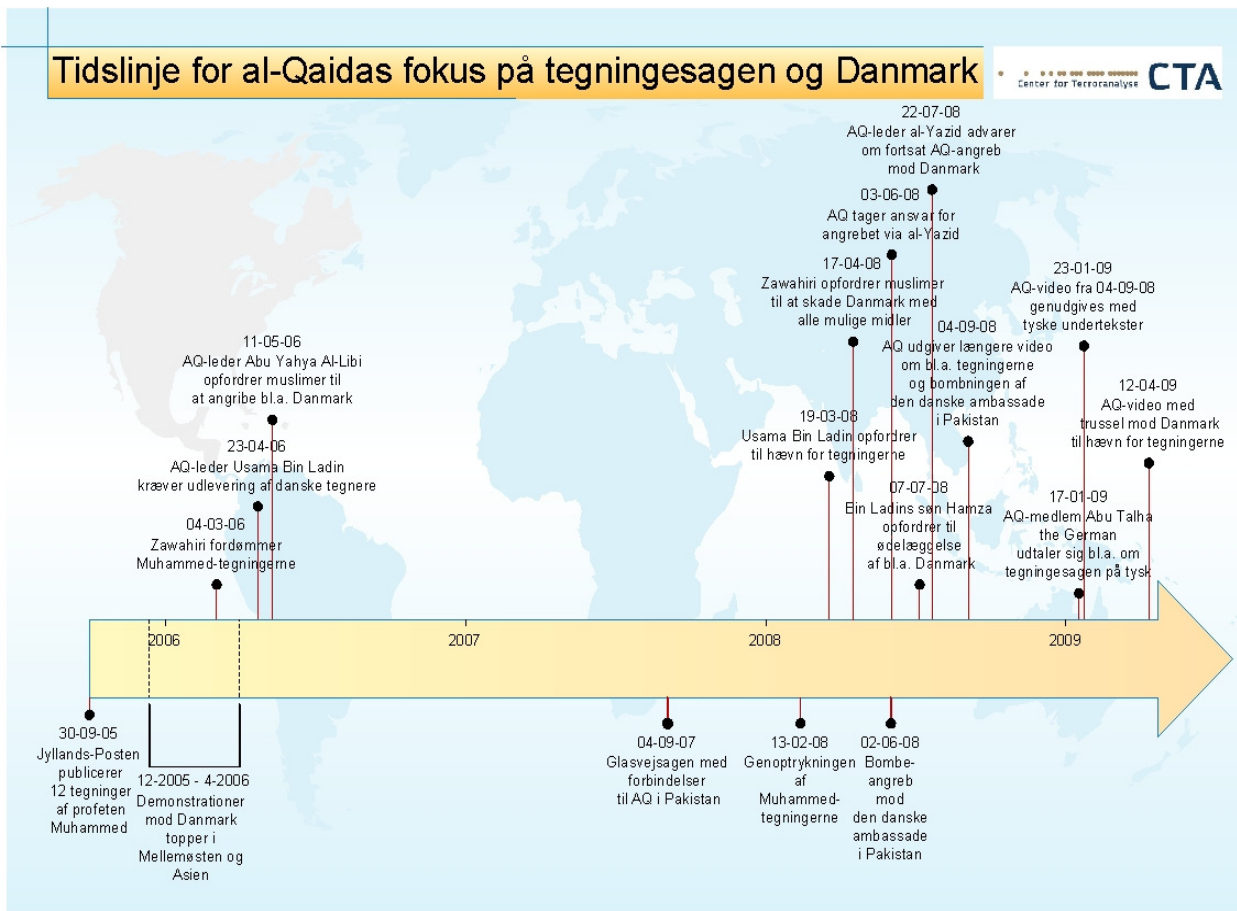 Tidslinje for al-Qaidas fokus på tegningesagen og Danmark
Center for Terroranalyse
CTA
22-07-08
AQ-leder al-Yazid advarer
om fortsat AQ-angreb
mod Danmark
03-06-08
AQ tager ansvar for
angrebet via al-Yazid
17-04-08
Zawahiri opfordrer muslimer
til at skade Danmark med
alle mulige midler
23-01-09
AQ-video fra 04-09-08
genudgives med
tyske undertekster
04-09-08
AQ udgiver længere video
om bl.a. tegningerne
og bombningen af
den danske ambassade
i Pakistan
11-05-06
AQ-leder Abu Yahya Al-Libi
opfordrer muslimer til
at angribe bl.a. Danmark
12-04-09
AQ-video med
trussel mod Danmark
til hævn for tegningerne
19-03-08
Usama Bin Ladin opfordrer
til hævn for tegningerne
23-04-06
AQ-leder Usama Bin Ladin
kræver udlevering af danske tegnere
07-07-08
Bin Ladins søn Hamza
opfordrer til
ødelæggelse
af bl.a. Danmark
17-01-09
AQ-medlem Abu Talha
the German
udtaler sig bl.a. om
tegningesagen på tysk
04-03-06
Zawahiri fordømmer
Muhammed-tegningerne
2006
2007
2008
2009
30-09-05
Jyllands-Posten
publicerer
12 tegninger
af profeten
Muhammed
12-2005 - 4-2006
Demonstrationer
mod Danmark
topper i
Mellemøsten og
Asien
04-09-07
Glasvejsagen med
forbindelser
til AQ i Pakistan
13-02-08
Genoptrykningen
af
Muhammed-
tegningerne
02-06-08
Bombe-
angreb
mod
den danske
ambassade
i Pakistan